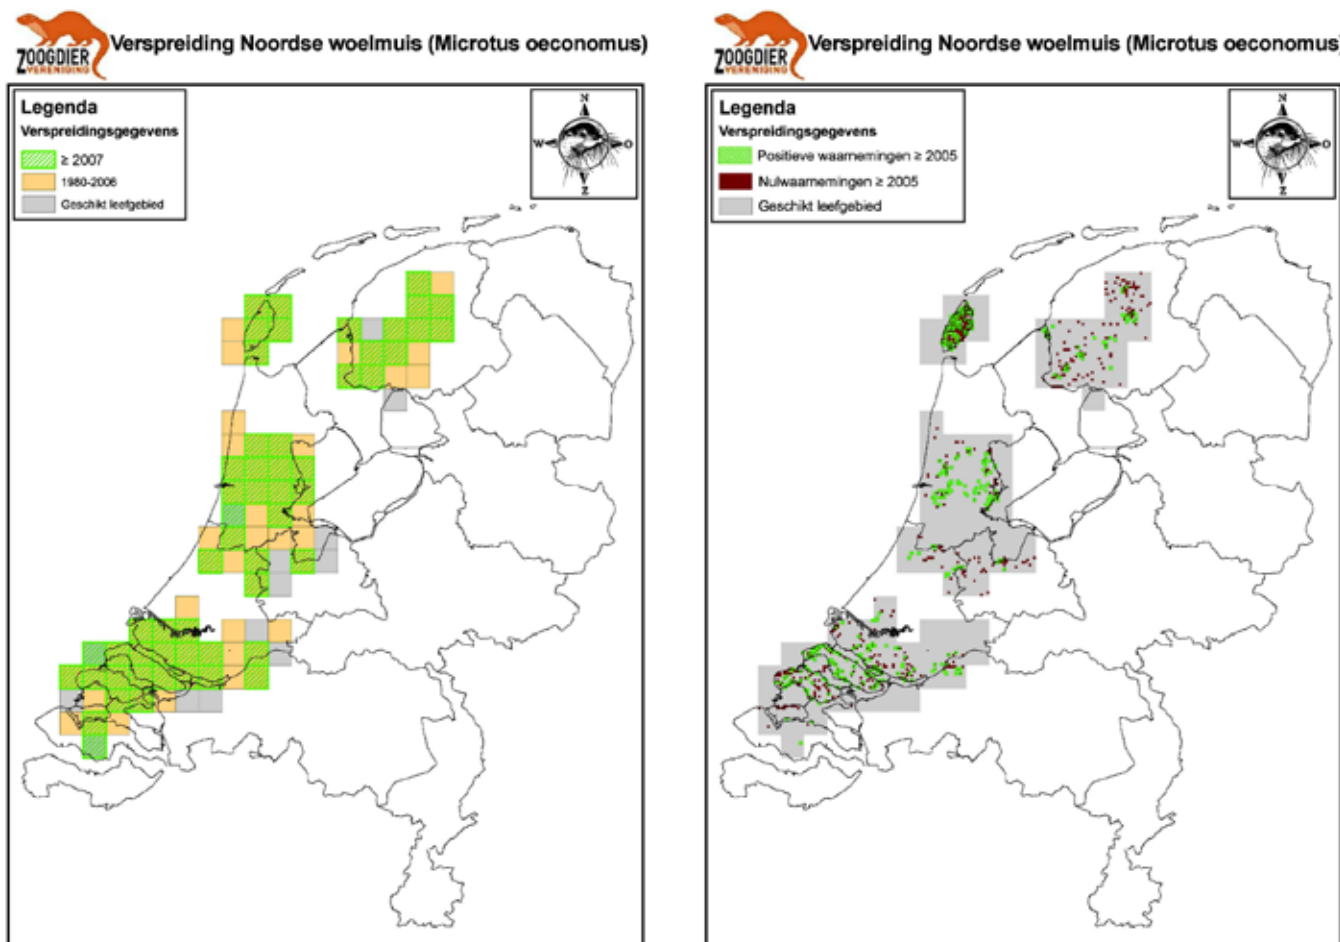 ZOOGDIER
VERENIGING
Verspreiding Noordse woelmuis (Microtus oeconomus)
Legenda
Verspreidingsgegevens
≥ 2007
1980-2006
Geschikt leefgebied
N
W O
Z
ZOOGDIER
VERENIGING
Verspreiding Noordse woelmuis (Microtus oeconomus)
Legenda
Verspreidingsgegevens
Positieve waarnemingen ≥ 2005
Nulwaarnemingen ≥ 2005
Geschikt leefgebied
N
W O
Z